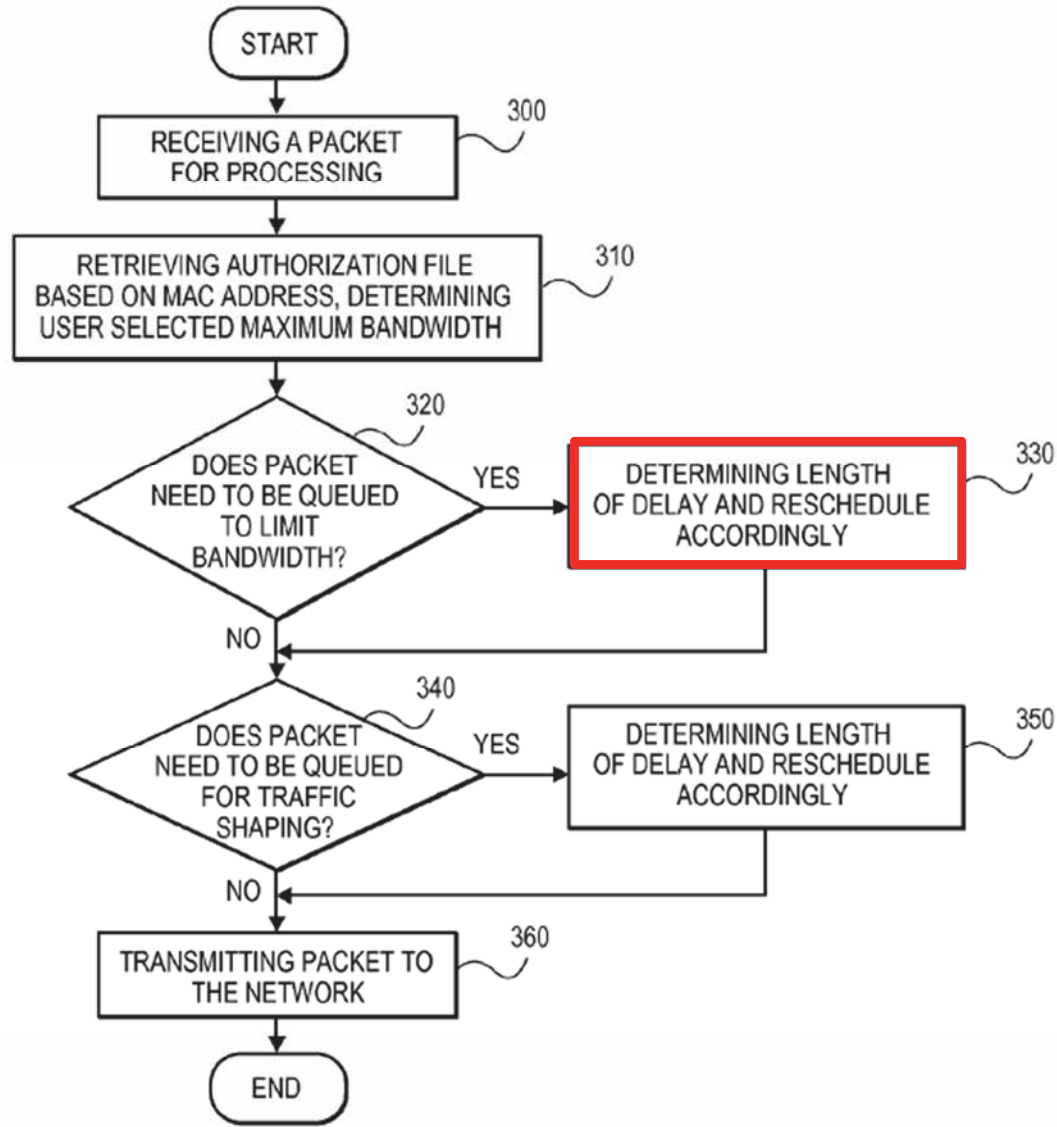 START
300
RECEIVING A PACKET
FOR PROCESSING
310
RETRIEVING AUTHORIZATION FILE
BASED ON MAC ADDRESS, DETERMINING
USER SELECTED MAXIMUM BANDWIDTH
320
DOES PACKET
NEED TO BE QUEUED
TO LIMIT
BANDWIDTH?
YES
330
DETERMINING LENGTH
OF DELAY AND RESCHEDULE
ACCORDINGLY
NO
340
DOES PACKET
NEED TO BE QUEUED
FOR TRAFFIC
SHAPING?
YES
350
DETERMINING LENGTH
OF DELAY AND RESCHEDULE
ACCORDINGLY
NO
360
TRANSMITTING PACKET TO
THE NETWORK
END